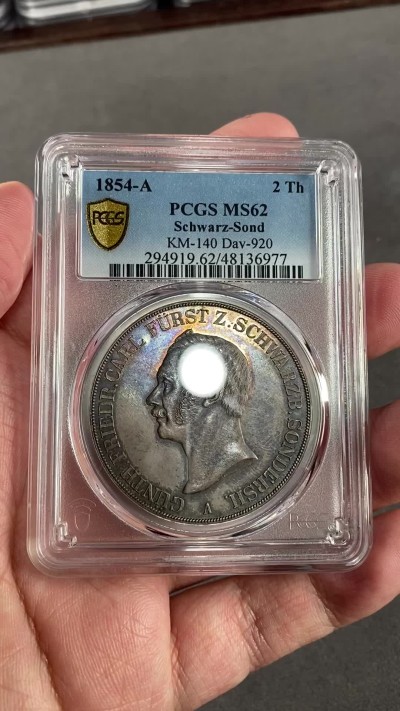 1854-A 2 Th
PCGS PCGS MS62
Schwarz-Sond
KM-140 Dav-920
294919.62/48136977
GÜNTH. FRIEDR. CARL FÜRST Z. SCHWARZB. SONDERSH.
A